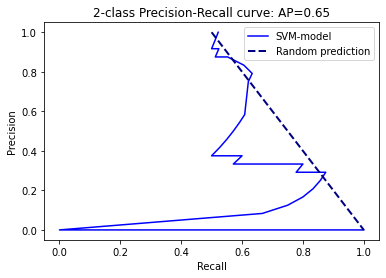 2-class Precision-Recall curve: AP=0.65
SVM-model
Random prediction
Precision
1.0
0.8
0.6
0.4
0.2
0.0
0.0 0.2 0.4 0.6 0.8 1.0
Recall